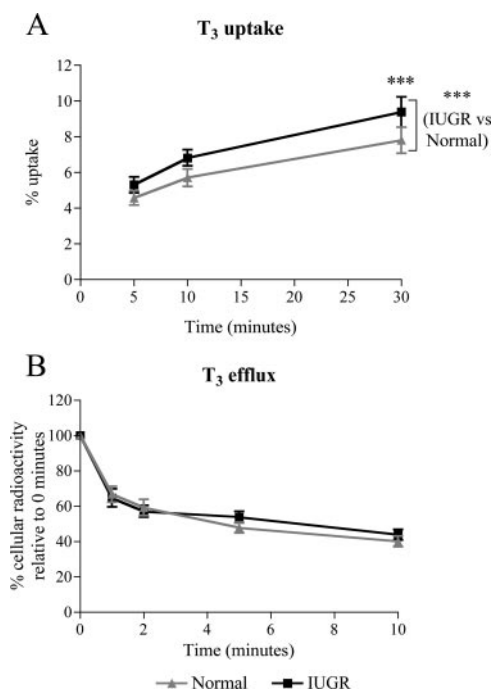 A
T₃ uptake
% uptake
12
10
8
6
4
2
0
***
***
(IUGR vs
Normal)
0 5 10 15 20 25 30
Time (minutes)
B
T₃ efflux
% cellular radioactivity
relative to 0 minutes
120
100
80
60
40
20
0
0 2 4 6 8 10
Time (minutes)
Normal IUGR